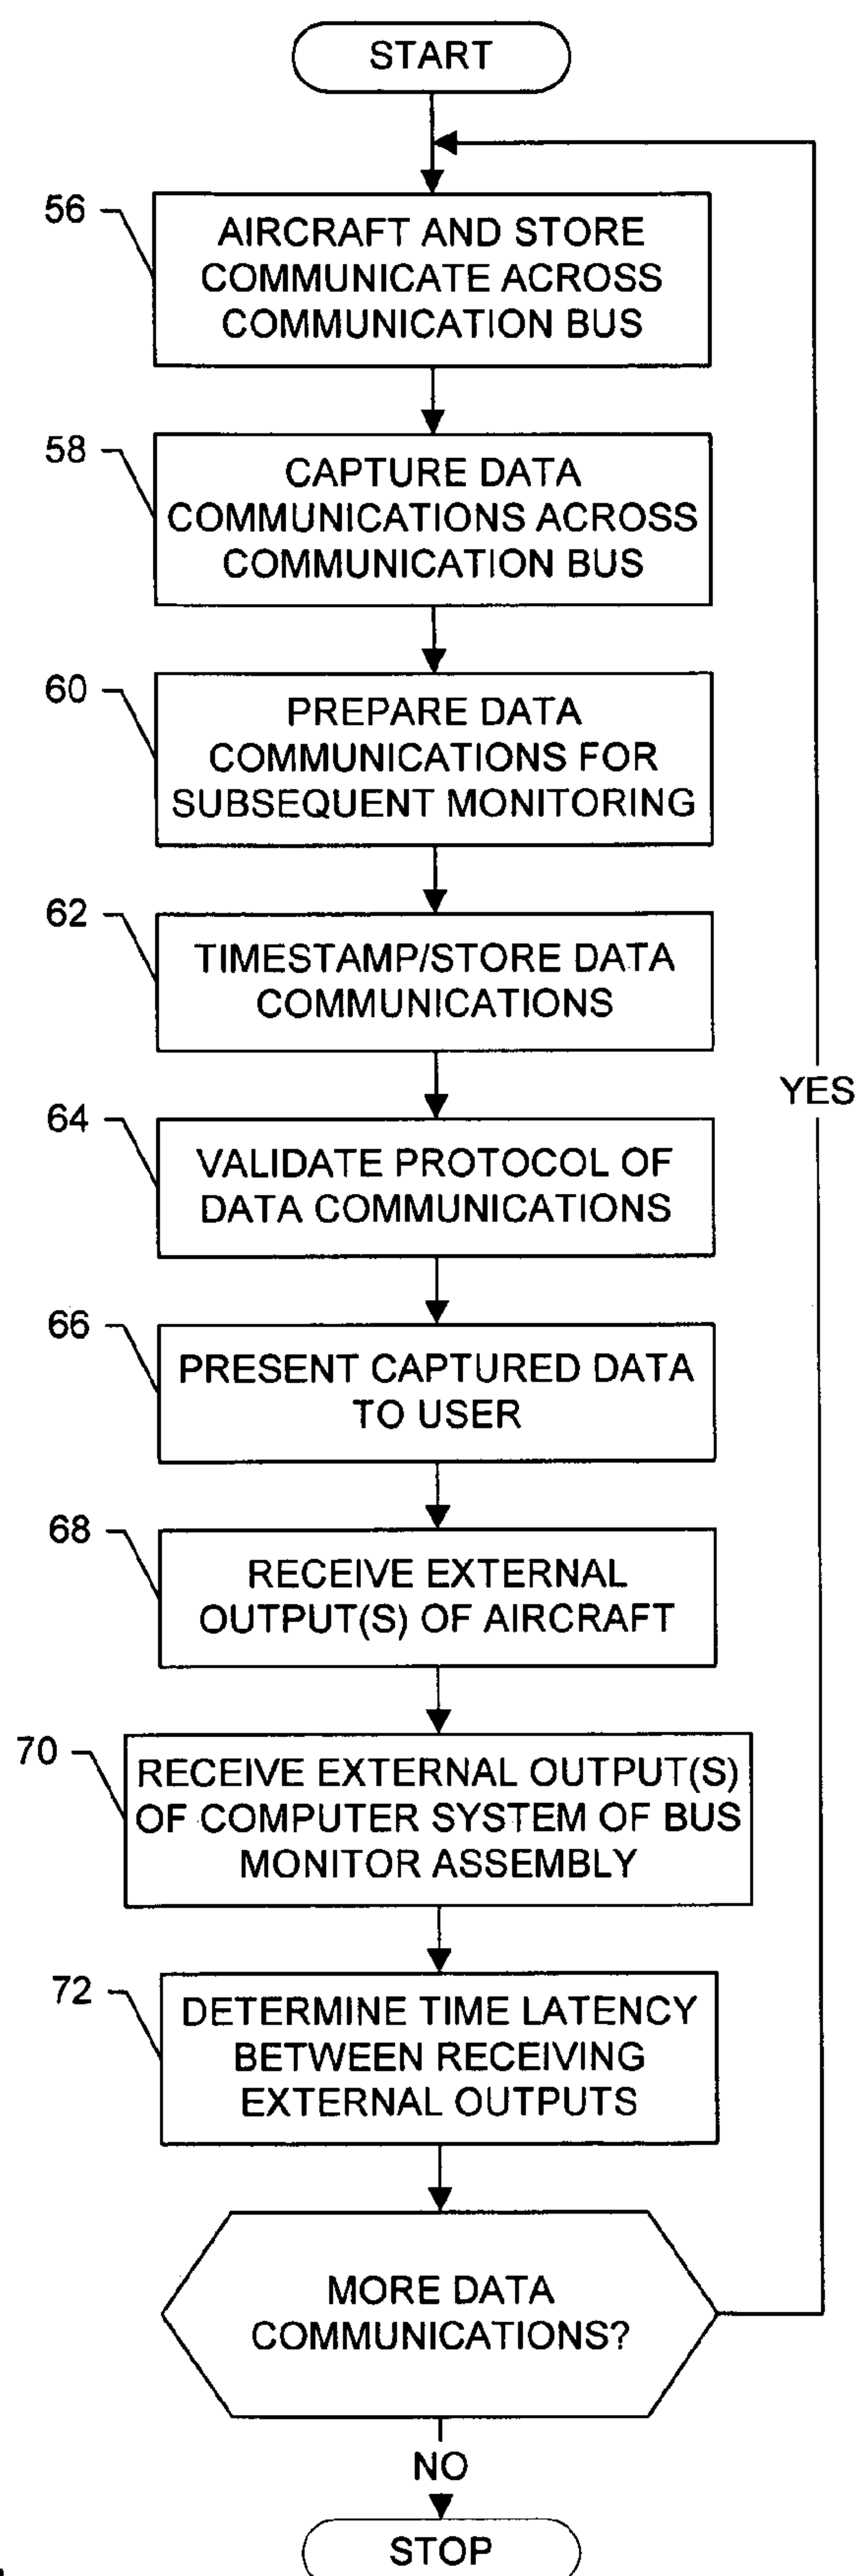 START
56
AIRCRAFT AND STORE
COMMUNICATE ACROSS
COMMUNICATION BUS
58
CAPTURE DATA
COMMUNICATIONS ACROSS
COMMUNICATION BUS
60
PREPARE DATA
COMMUNICATIONS FOR
SUBSEQUENT MONITORING
62
TIMESTAMP/STORE DATA
COMMUNICATIONS
YES
64
VALIDATE PROTOCOL OF
DATA COMMUNICATIONS
66
PRESENT CAPTURED DATA
TO USER
68
RECEIVE EXTERNAL
OUTPUT(S) OF AIRCRAFT
70
RECEIVE EXTERNAL OUTPUT(S)
OF COMPUTER SYSTEM OF BUS
MONITOR ASSEMBLY
72
DETERMINE TIME LATENCY
BETWEEN RECEIVING
EXTERNAL OUTPUTS
MORE DATA
COMMUNICATIONS?
NO
STOP